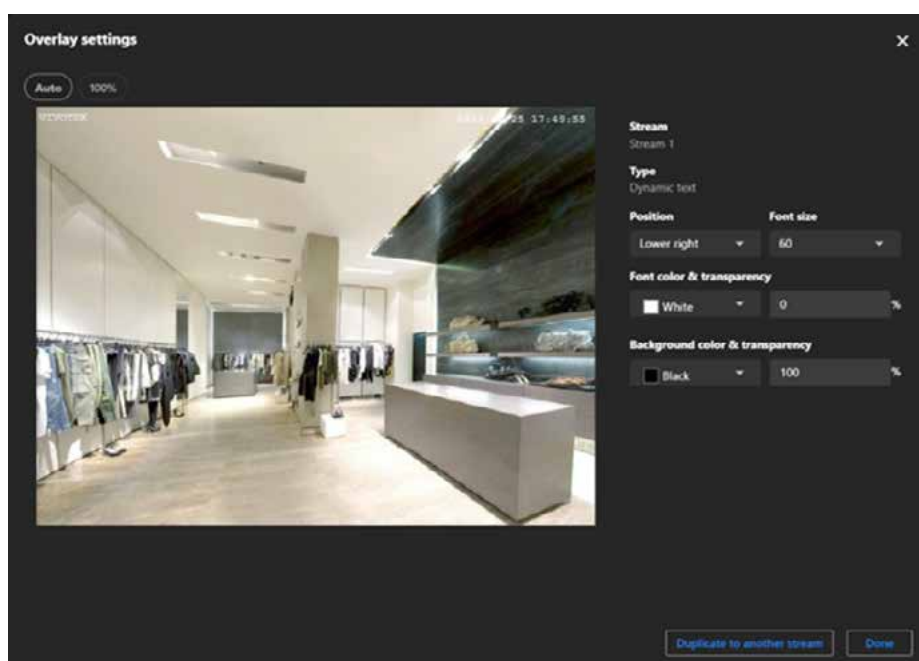 Overlay settings
×
Auto 100%
VIVOTEK 25 17:49:55
Stream
Stream 1
Type
Dynamic text
Position Font size
Lower right 60
Font color & transparency
White 0 %
Background color & transparency
Black 100 %
Duplicate to another stream Done